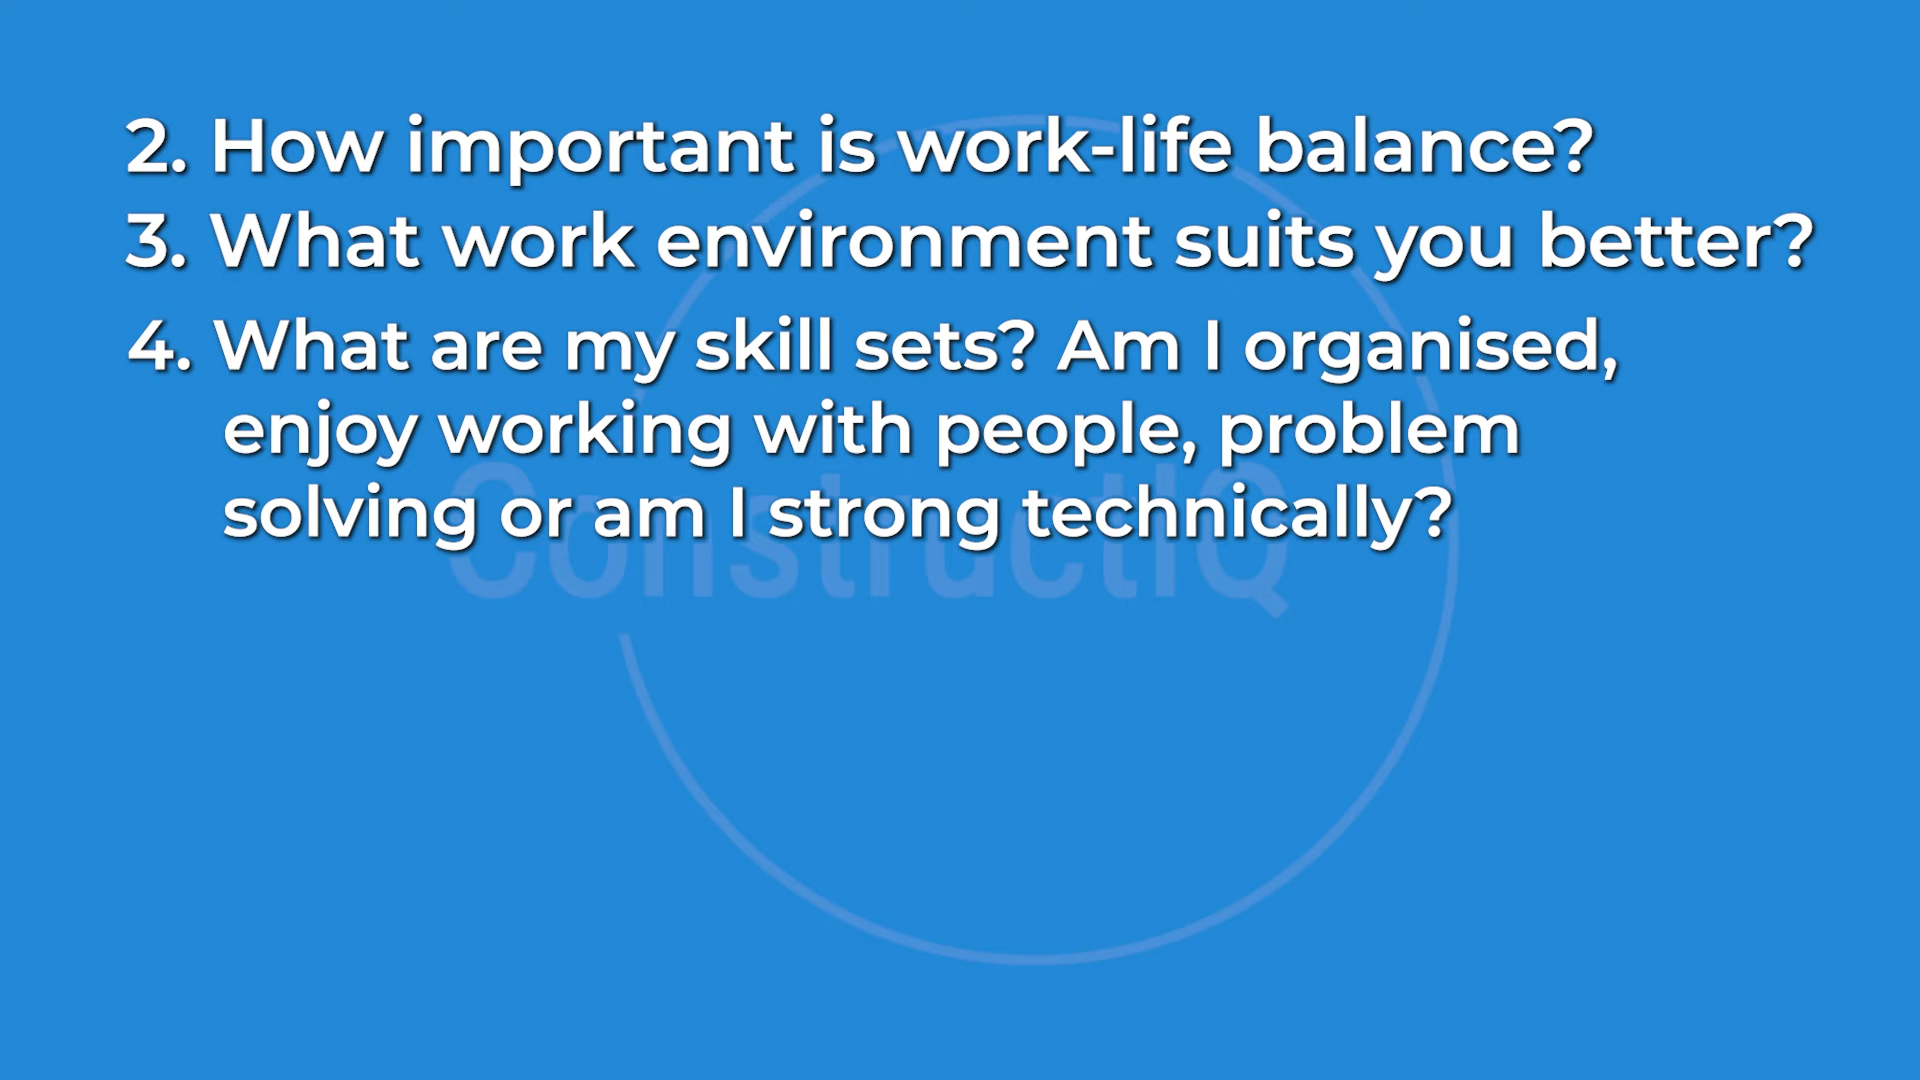 2. How important is work-life balance?
3. What work environment suits you better?
4. What are my skill sets? Am I organised,
enjoy working with people, problem
solving or am I strong technically?
ConstructIQ